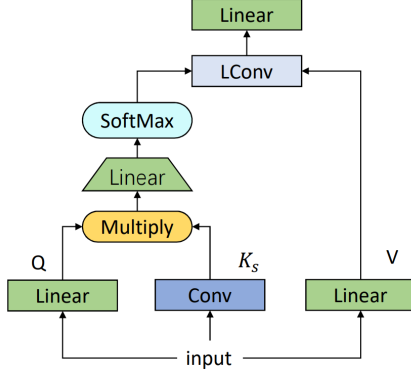 Linear
LConv
SoftMax
Linear
Multiply
Q
K_s
V
Linear
Conv
Linear
input